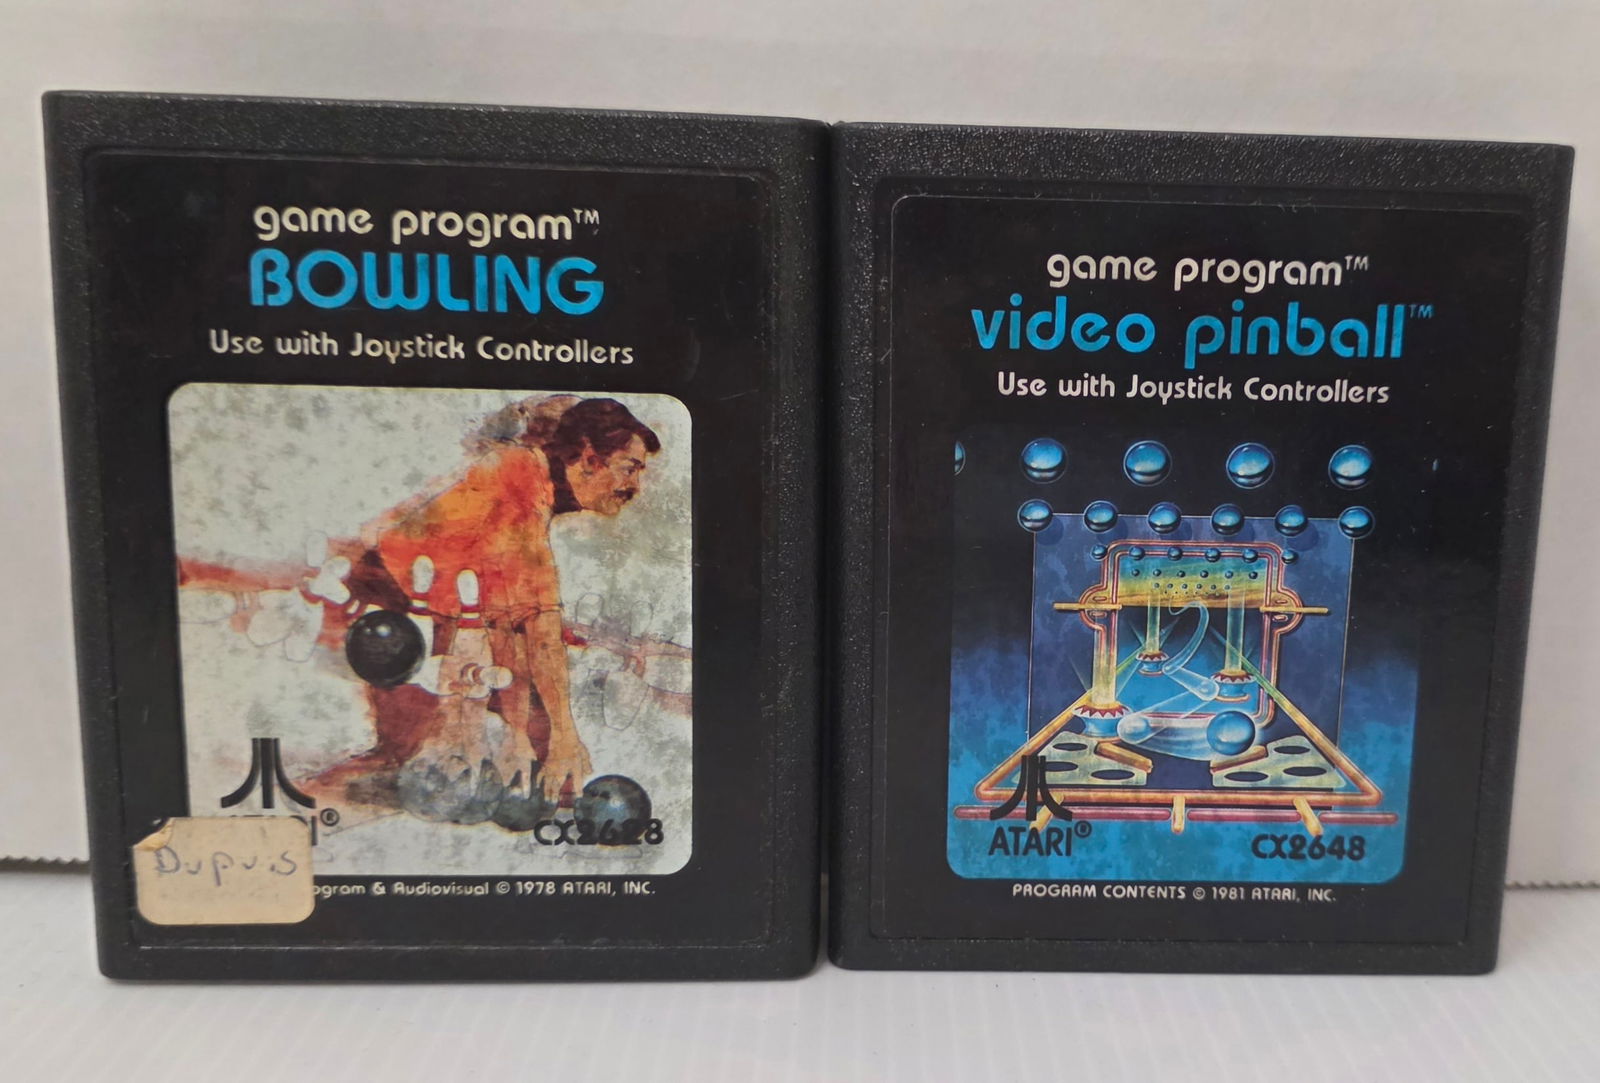 game program™
BOWLING
Use with Joystick Controllers
ATARI®
CX2628
Dupuis
ogram & Audiovisual © 1978 ATARI, INC.
game program™
video pinball™
Use with Joystick Controllers
ATARI®
CX2648
PROGRAM CONTENTS © 1981 ATARI, INC.